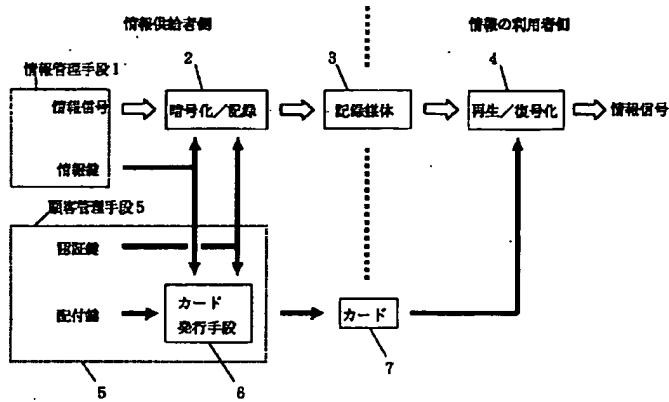 情報供給者側
情報の利用者側
情報管理手段1
2
3
4
情報信号
暗号化/記録
記録媒体
再生/復号化
情報信号
情報鍵
顧客管理手段5
認証鍵
配付鍵
カード
発行手段
カード
5
6
7